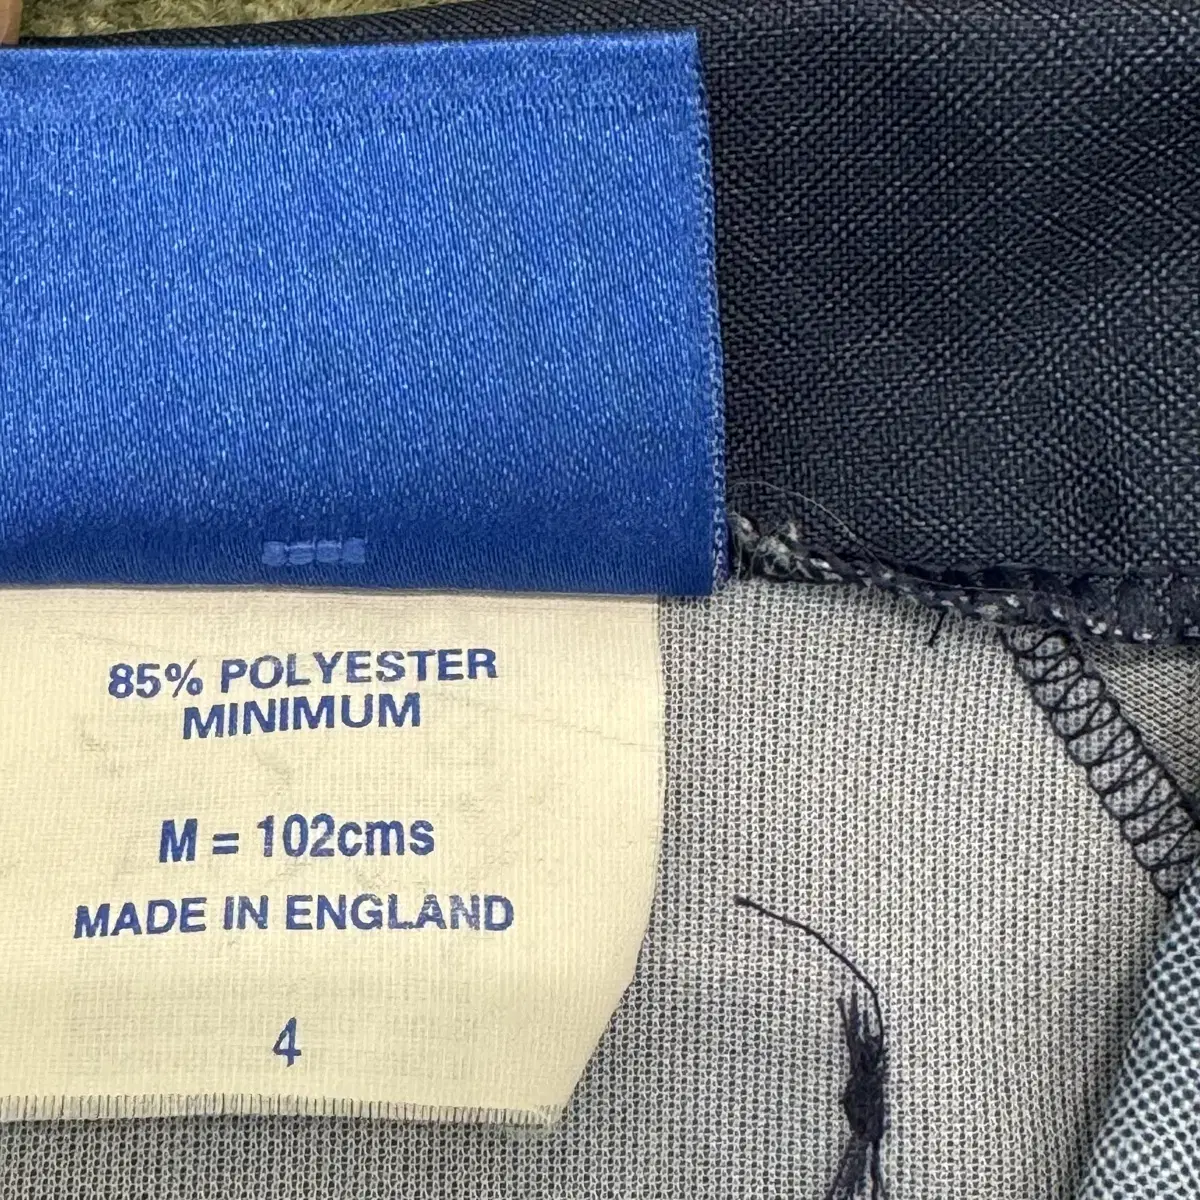 85% POLYESTER
MINIMUM
M = 102cms
MADE IN ENGLAND
4